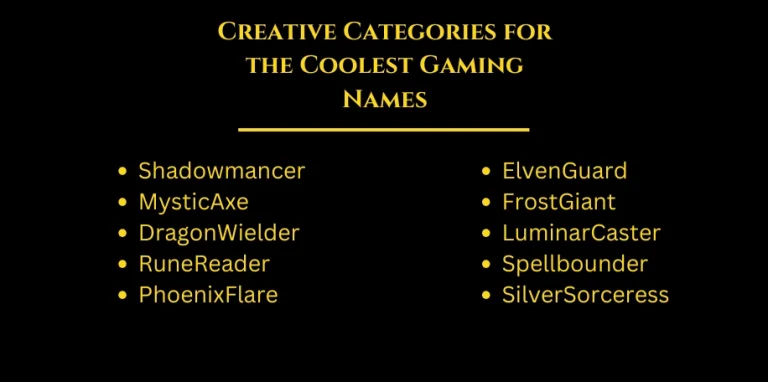 Creative Categories for
the Coolest Gaming
Names
• Shadowmancer
• MysticAxe
• DragonWielder
• RuneReader
• PhoenixFlare
• ElvenGuard
• FrostGiant
• LuminarCaster
• Spellbounder
• SilverSorceress